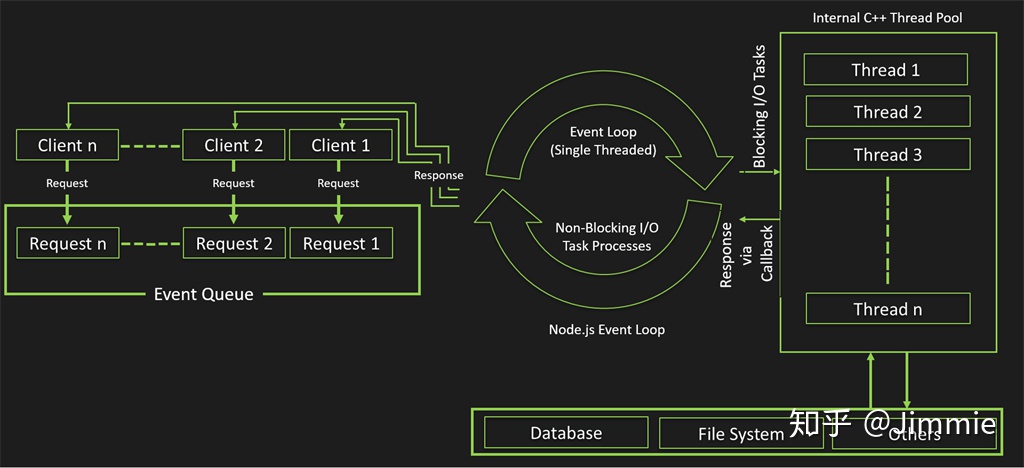 Internal C++ Thread Pool
Client n
Client 2
Client 1
Request
Request
Request
Response
Request n
Request 2
Request 1
Event Queue
Event Loop
(Single Threaded)
Non-Blocking I/O
Task Processes
Node.js Event Loop
Blocking I/O Tasks
Response
via
Callback
Thread 1
Thread 2
Thread 3
Thread n
Database
File System
Others
知乎 @Jimmie